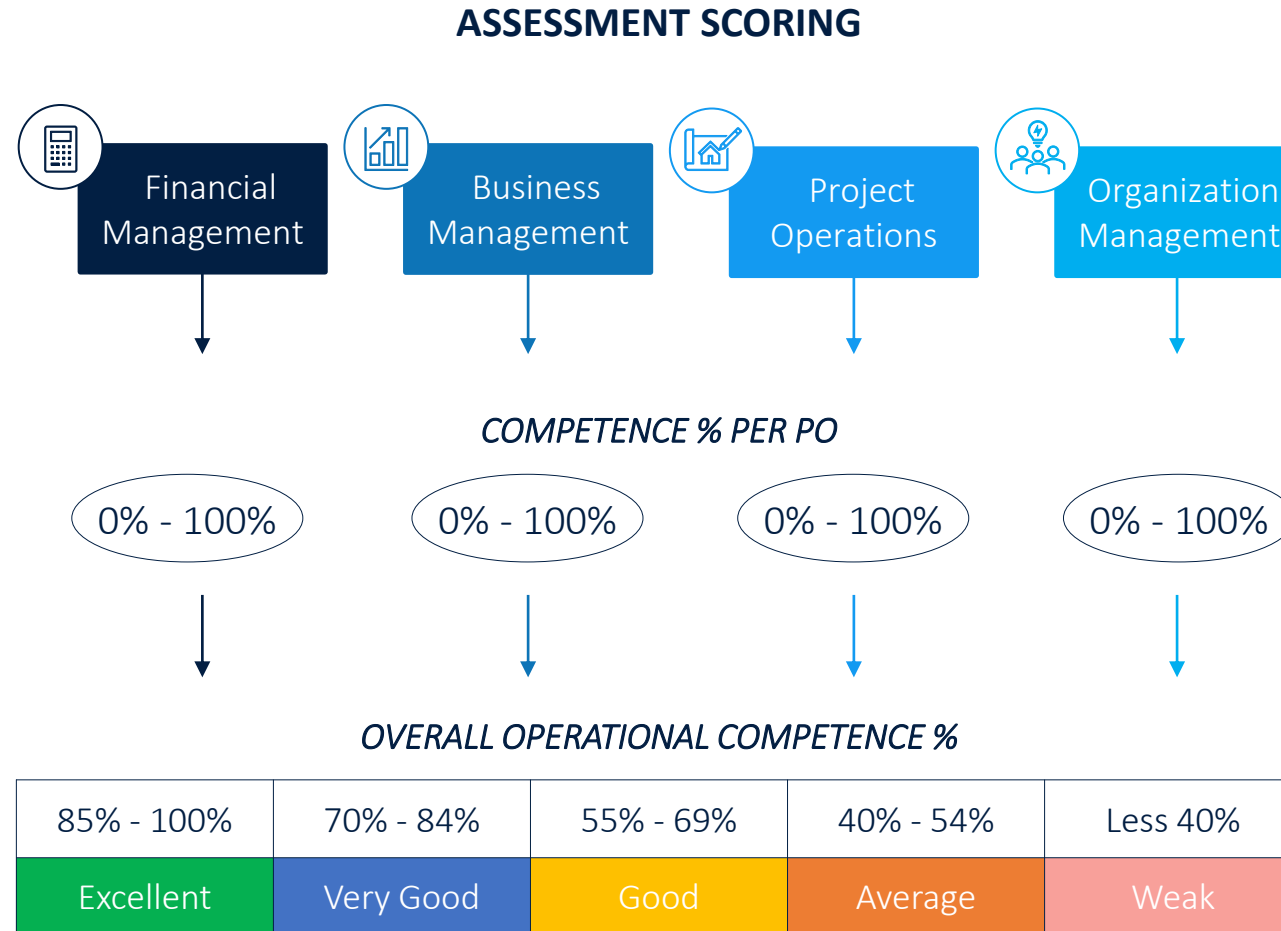 ASSESSMENT SCORING
Financial
Management
Business
Management
Project
Operations
Organization
Management
COMPETENCE % PER PO
0% - 100%
0% - 100%
0% - 100%
0% - 100%
OVERALL OPERATIONAL COMPETENCE %
85% - 100%
70% - 84%
55% - 69%
40% - 54%
Less 40%
Excellent
Very Good
Good
Average
Weak